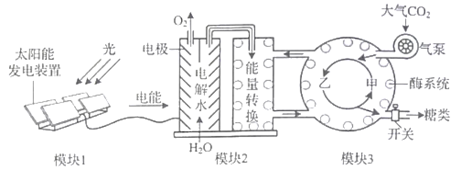 大气CO₂
O₂
太阳能
发电装置
光
电极
电解水
能量转换
气泵
乙
甲
酶系统
电能
糖类
开关
H₂O
模块1
模块2
模块3